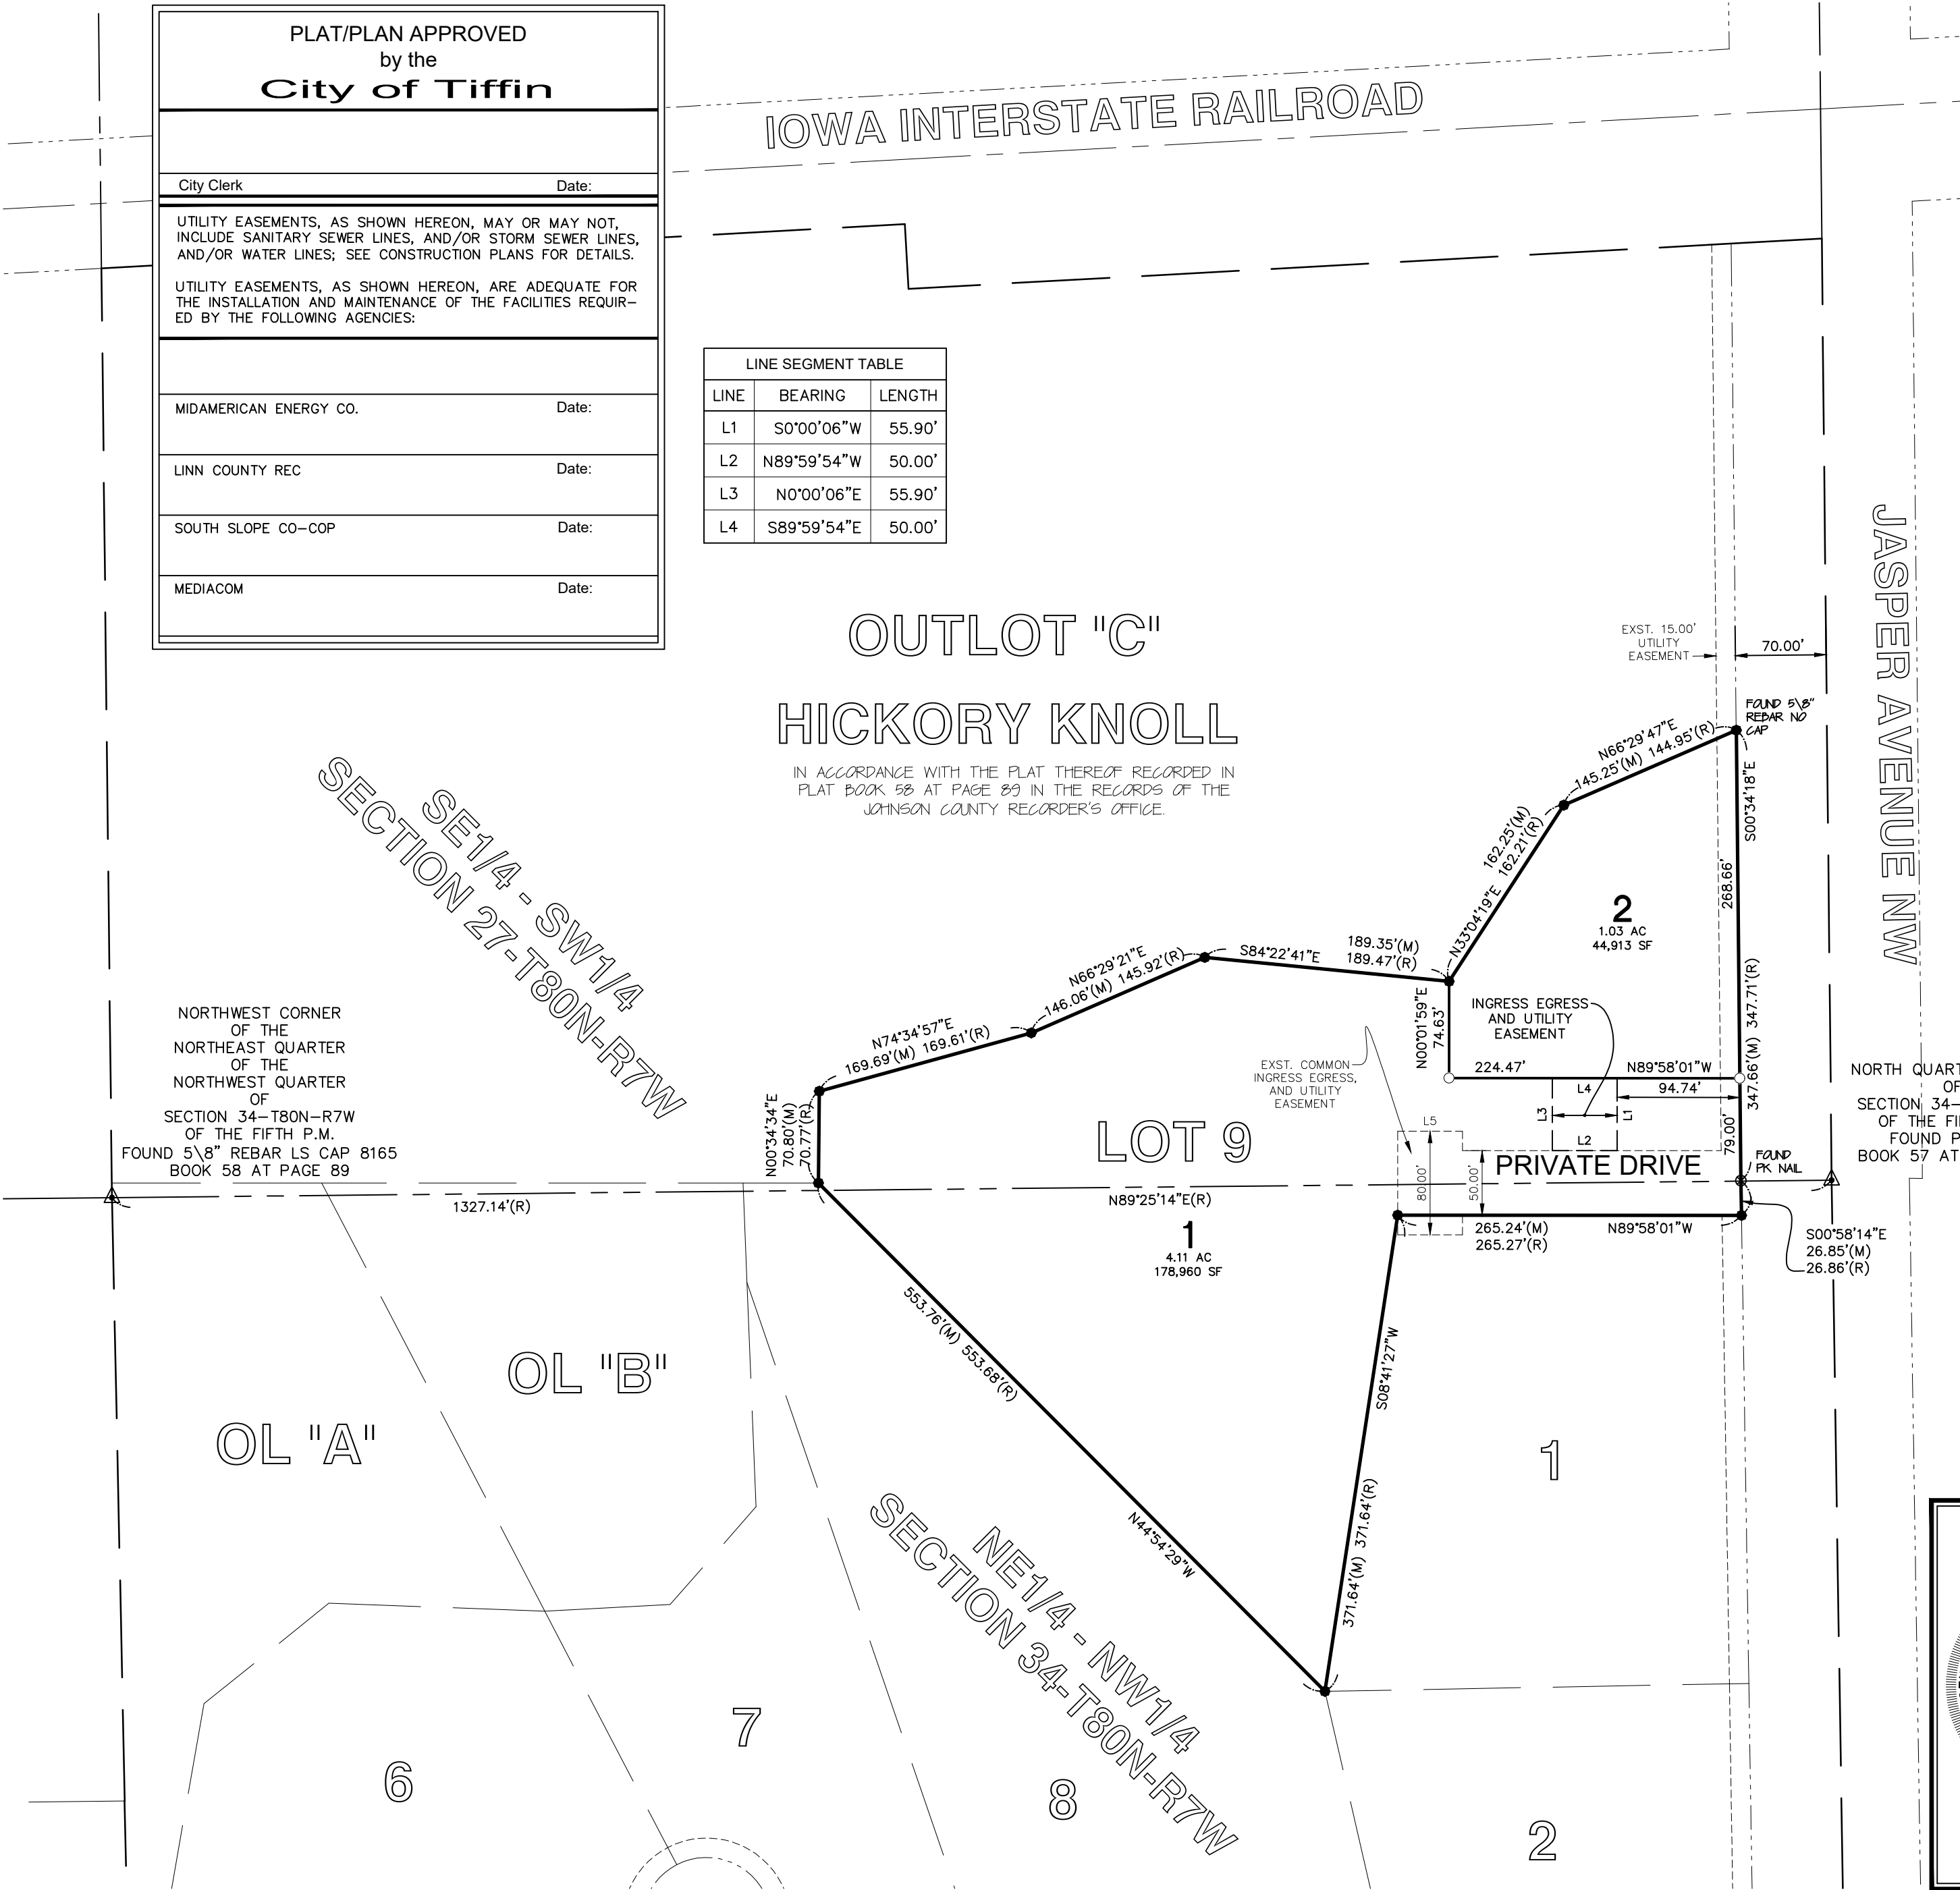 PLAT/PLAN APPROVED
by the
City of Tiffin
City Clerk Date:
UTILITY EASEMENTS, AS SHOWN HEREON, MAY OR MAY NOT,
INCLUDE SANITARY SEWER LINES, AND/OR STORM SEWER LINES,
AND/OR WATER LINES; SEE CONSTRUCTION PLANS FOR DETAILS.
UTILITY EASEMENTS, AS SHOWN HEREON, ARE ADEQUATE FOR
THE INSTALLATION AND MAINTENANCE OF THE FACILITIES REQUIR-
ED BY THE FOLLOWING AGENCIES:
MIDAMERICAN ENERGY CO. Date:
LINN COUNTY REC Date:
SOUTH SLOPE CO-COP Date:
MEDIACOM Date:
IOWA INTERSTATE RAILROAD
LINE SEGMENT TABLE
LINE BEARING LENGTH
L1 S0°00'06"W 55.90'
L2 N89°59'54"W 50.00'
L3 N0°00'06"E 55.90'
L4 S89°59'54"E 50.00'
OUTLOT "C"
HICKORY KNOLL
IN ACCORDANCE WITH THE PLAT THEREOF RECORDED IN
PLAT BOOK 58 AT PAGE 89 IN THE RECORDS OF THE
JOHNSON COUNTY RECORDER'S OFFICE.
EXST. 15.00'
UTILITY
EASEMENT
70.00'
JASPER AVENUE NW
FOUND 5\8"
REBAR NO
CAP
N66°29'47"E
145.25'(M) 144.95'(R)
S00°34'18"E
268.66'
347.66'(M) 347.71'(R)
162.25'(M)
N33°04'19"E 162.21'(R)
2
1.03 AC
44,913 SF
SE1/4 - SW1/4
SECTION 27-T80N-R7W
S84°22'41"E
189.35'(M)
189.47'(R)
N66°29'21"E
146.06'(M) 145.92'(R)
N74°34'57"E
169.69'(M) 169.61'(R)
N00°34'34"E
70.80'(M)
70.77'(R)
N00°01'59"E
74.63'
INGRESS EGRESS
AND UTILITY
EASEMENT
224.47' N89°58'01"W
94.74'
L4
L3
L1
L2
79.00'
EXST. COMMON
INGRESS EGRESS,
AND UTILITY
EASEMENT
L5
80.00'
50.00'
LOT 9
PRIVATE DRIVE
FOUND
PK NAIL
NORTHWEST CORNER
OF THE
NORTHEAST QUARTER
OF THE
NORTHWEST QUARTER
OF
SECTION 34-T80N-R7W
OF THE FIFTH P.M.
FOUND 5\8" REBAR LS CAP 8165
BOOK 58 AT PAGE 89
NORTH QUART
OF
SECTION 34-
OF THE FI
FOUND P
BOOK 57 AT
1327.14'(R)
N89°25'14"E(R)
1
4.11 AC
178,960 SF
265.24'(M) N89°58'01"W
265.27'(R)
S00°58'14"E
26.85'(M)
26.86'(R)
553.76'(M) 553.68'(R)
N44°54'29"W
S08°41'27"W
371.64'(M) 371.64'(R)
OL "B"
OL "A"
1
NE1/4 - NW1/4
SECTION 34-T80N-R7W
7
6
8
2